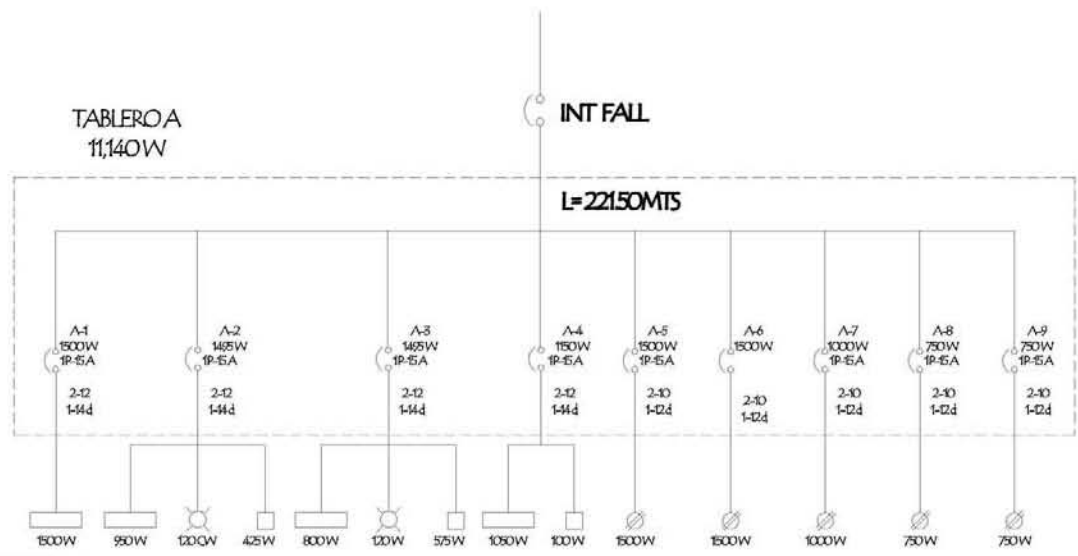 TABLERO A
11,140W
INT FALL
L=221.50MTS
A-1
1500W
1P-15A
2-12
1-14d
A-2
1495W
1P-15A
2-12
1-14d
A-3
1495W
1P-15A
2-12
1-14d
A-4
1150W
1P-15A
2-12
1-14d
A-5
1500W
1P-15A
2-10
1-12d
A-6
1500W
2-10
1-12d
A-7
1000W
1P-15A
2-10
1-12d
A-8
750W
1P-15A
2-10
1-12d
A-9
750W
1P-15A
2-10
1-12d
1500W 950W 1200W 425W 800W 120W 575W 1050W 100W 1500W 1500W 1000W 750W 750W